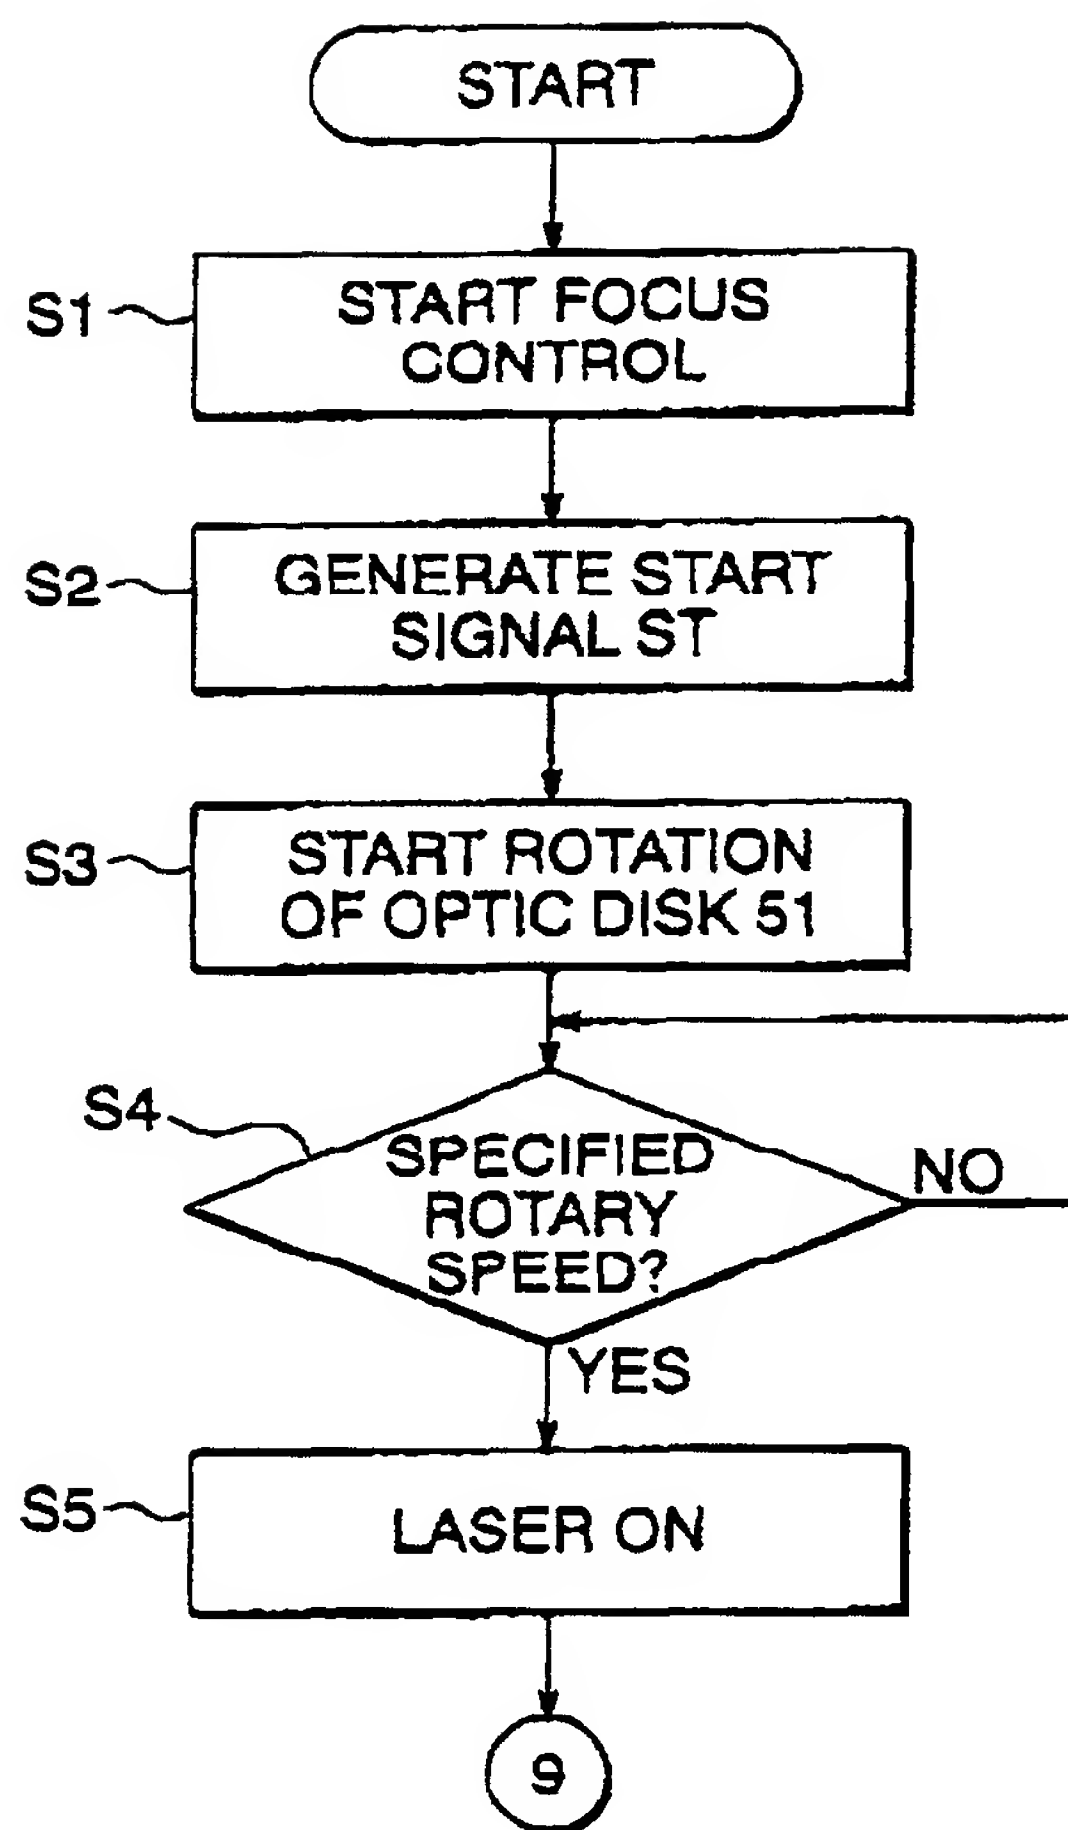 START
S1
START FOCUS
CONTROL
S2
GENERATE START
SIGNAL ST
S3
START ROTATION
OF OPTIC DISK 51
S4
SPECIFIED
ROTARY
SPEED?
NO
YES
S5
LASER ON
9